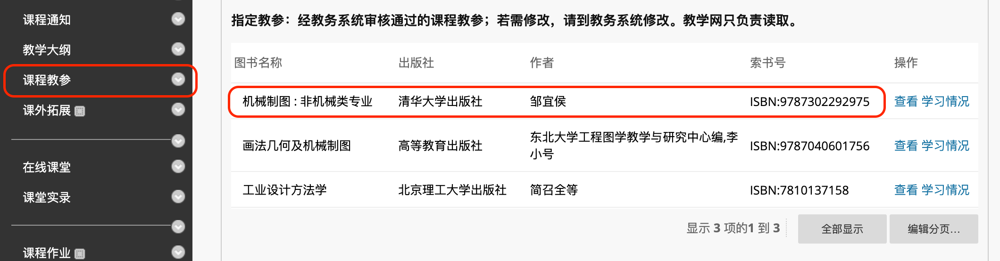 课程通知
教学大纲
课程教参
课外拓展
在线课堂
课堂实录
课程作业
指定教参：经教务系统审核通过的课程教参；若需修改，请到教务系统修改。教学网只负责读取。
图书名称 出版社 作者 索书号 操作
机械制图 : 非机械类专业 清华大学出版社 邹宜侯 ISBN:9787302292975 查看 学习情况
画法几何及机械制图 高等教育出版社 东北大学工程图学教学与研究中心编,李
小号 ISBN:9787040601756 查看 学习情况
工业设计方法学 北京理工大学出版社 简召全等 ISBN:7810137158 查看 学习情况
显示 3 项的1 到 3 全部显示 编辑分页...